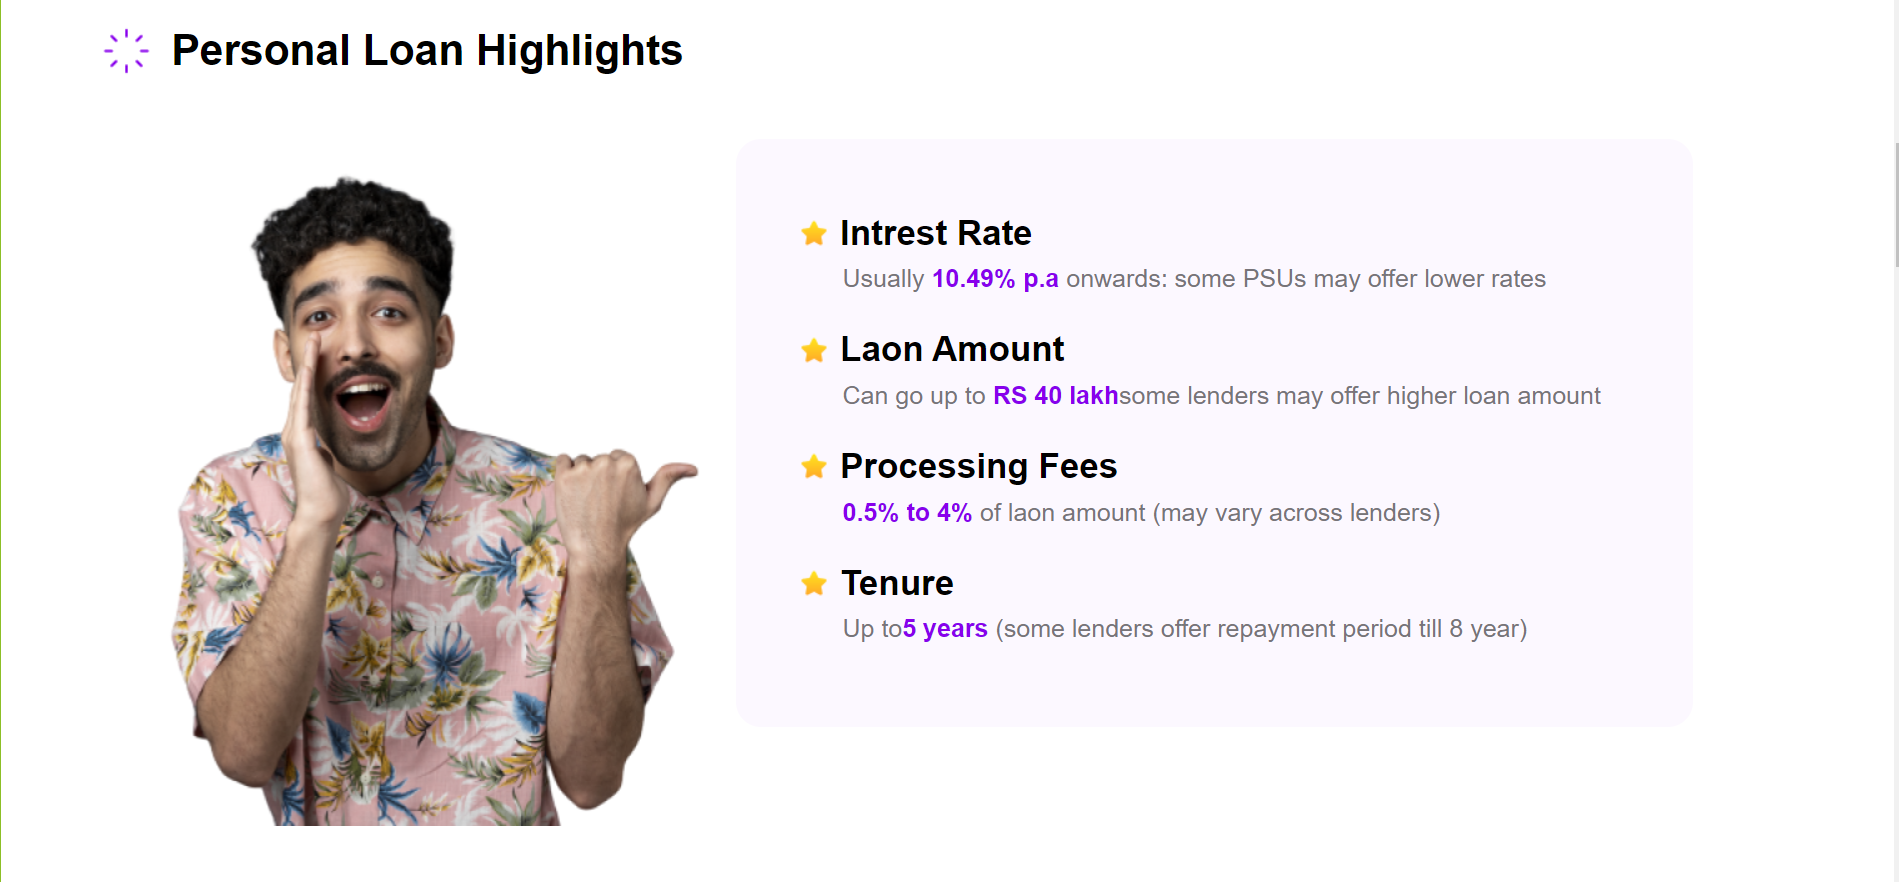 Personal Loan Highlights
Intrest Rate
Usually 10.49% p.a onwards: some PSUs may offer lower rates
Laon Amount
Can go up to RS 40 lakhsome lenders may offer higher loan amount
Processing Fees
0.5% to 4% of laon amount (may vary across lenders)
Tenure
Up to5 years (some lenders offer repayment period till 8 year)